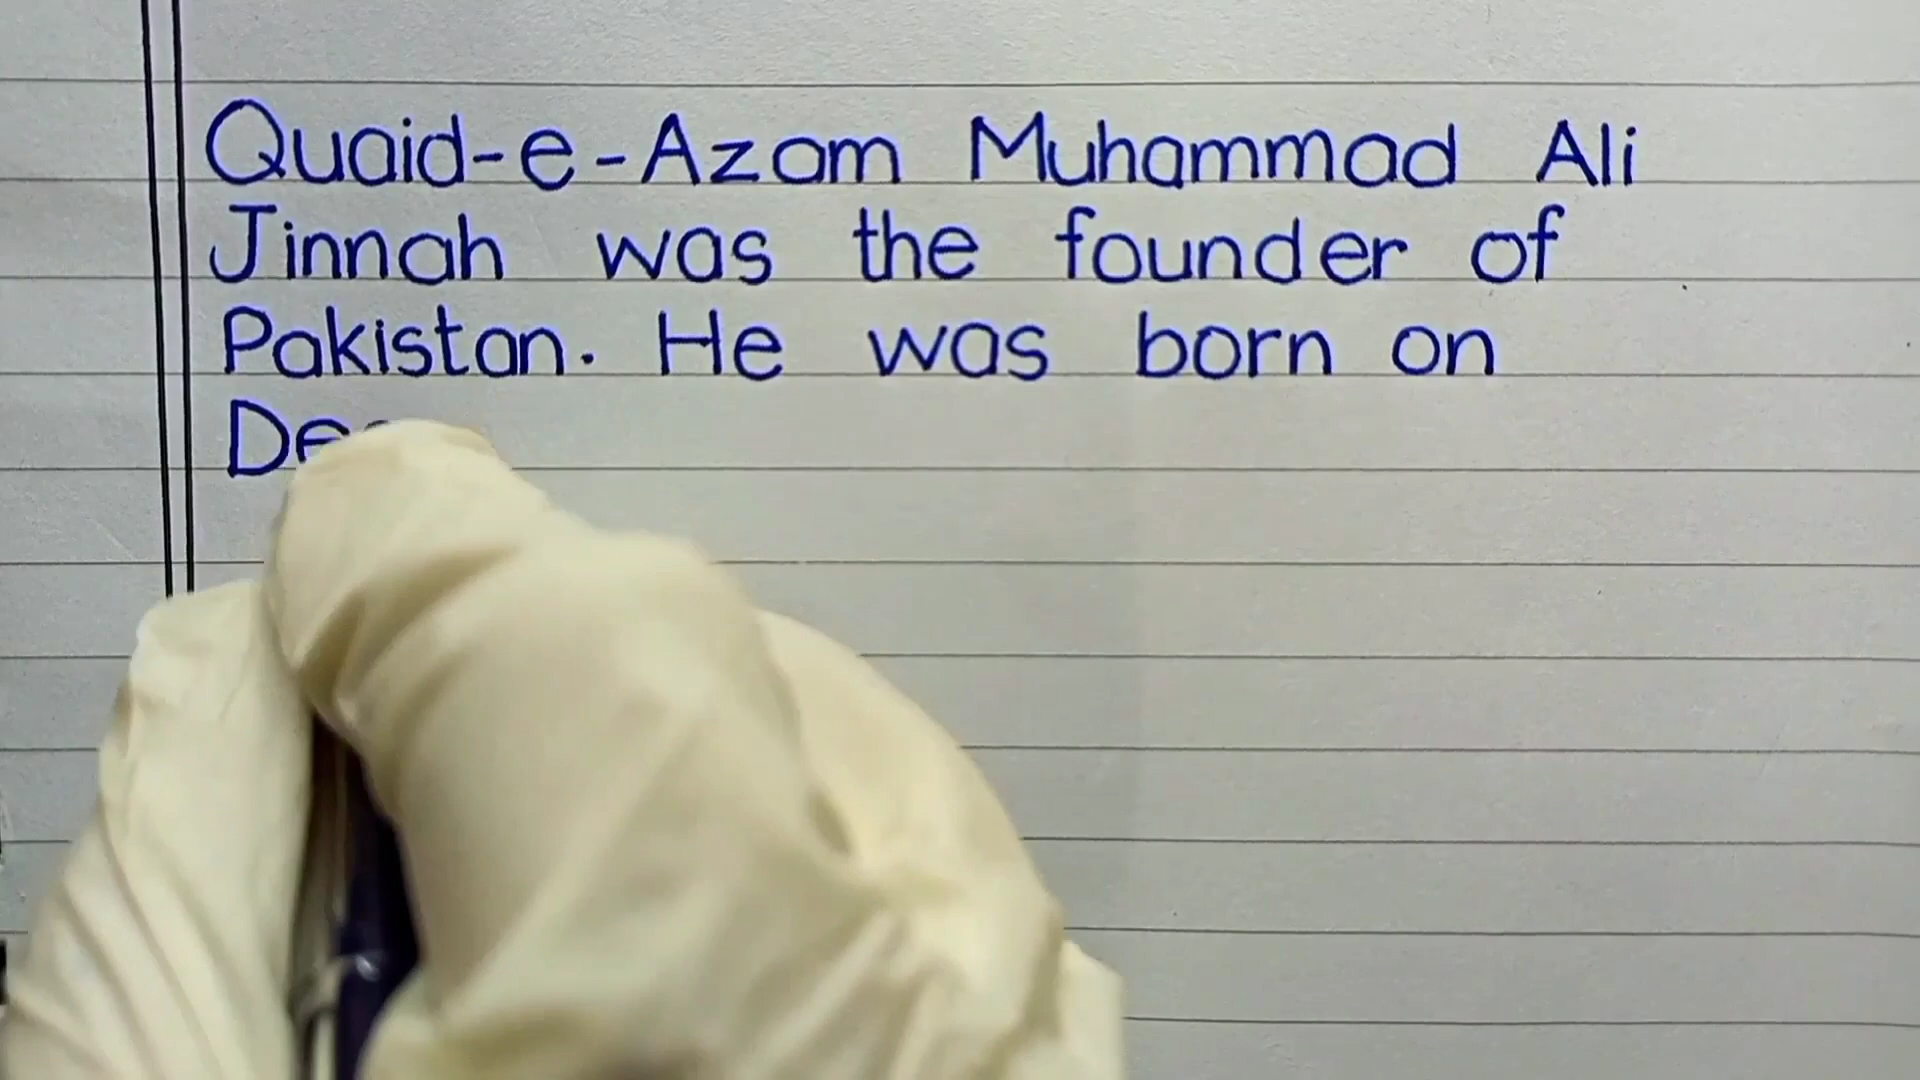 Quaid-e-Azam Muhammad Ali
Jinnah was the founder of
Pakistan. He was born on